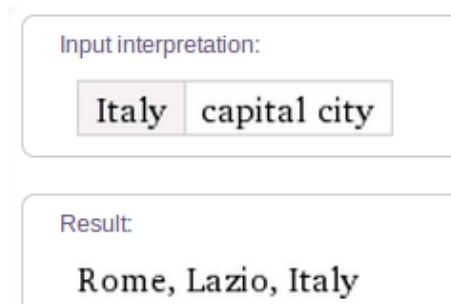 Input interpretation:
Italy capital city
Result:
Rome, Lazio, Italy